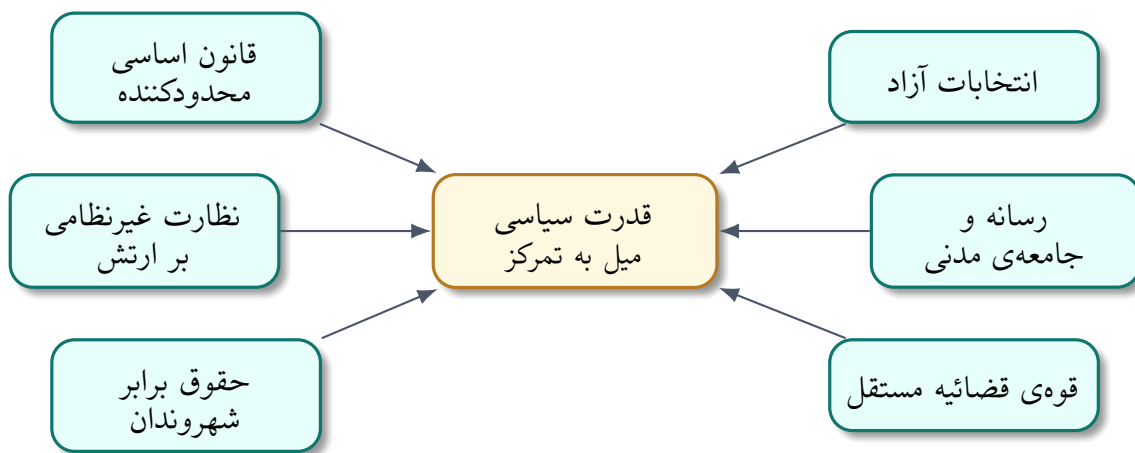 انتخابات آزاد
قانون اساسی
محدودکننده
رسانه و
جامعه‌ی مدنی
قدرت سیاسی
میل به تمرکز
نظارت غیرنظامی
بر ارتش
قوه‌ی قضائیه مستقل
حقوق برابر
شهروندان